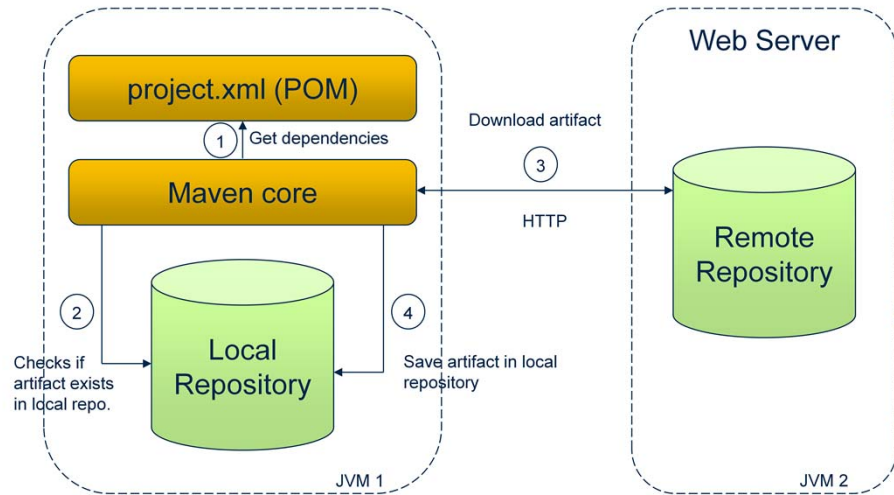 Web Server
project.xml (POM)
1
Get dependencies
Download artifact
3
Maven core
HTTP
Remote
Repository
2
4
Local
Repository
Checks if
artifact exists
in local repo.
Save artifact in local
repository
JVM 1
JVM 2